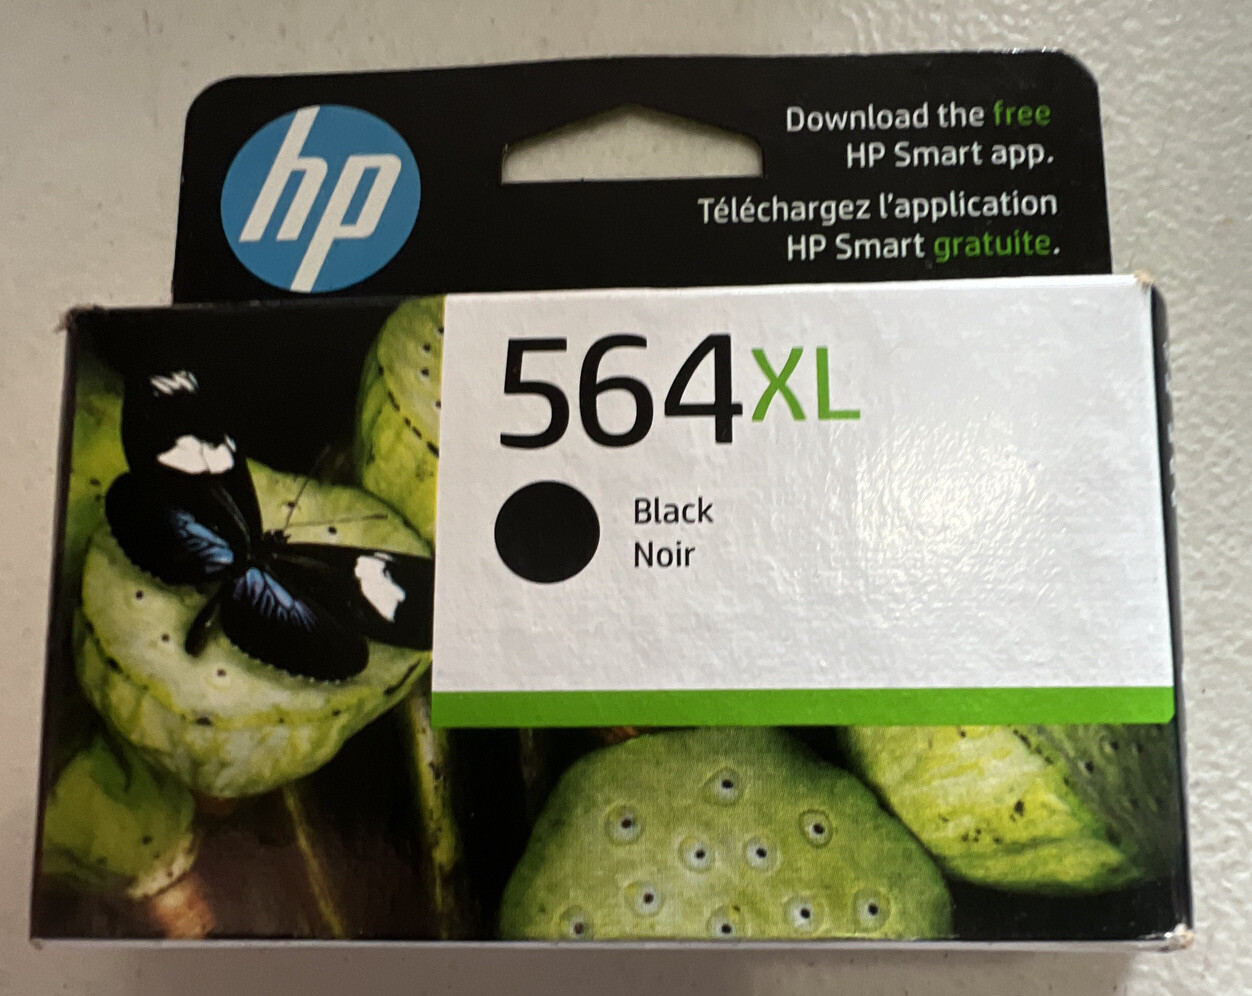 hp
Download the free
HP Smart app.
Téléchargez l'application
HP Smart gratuite.
564XL
Black
Noir